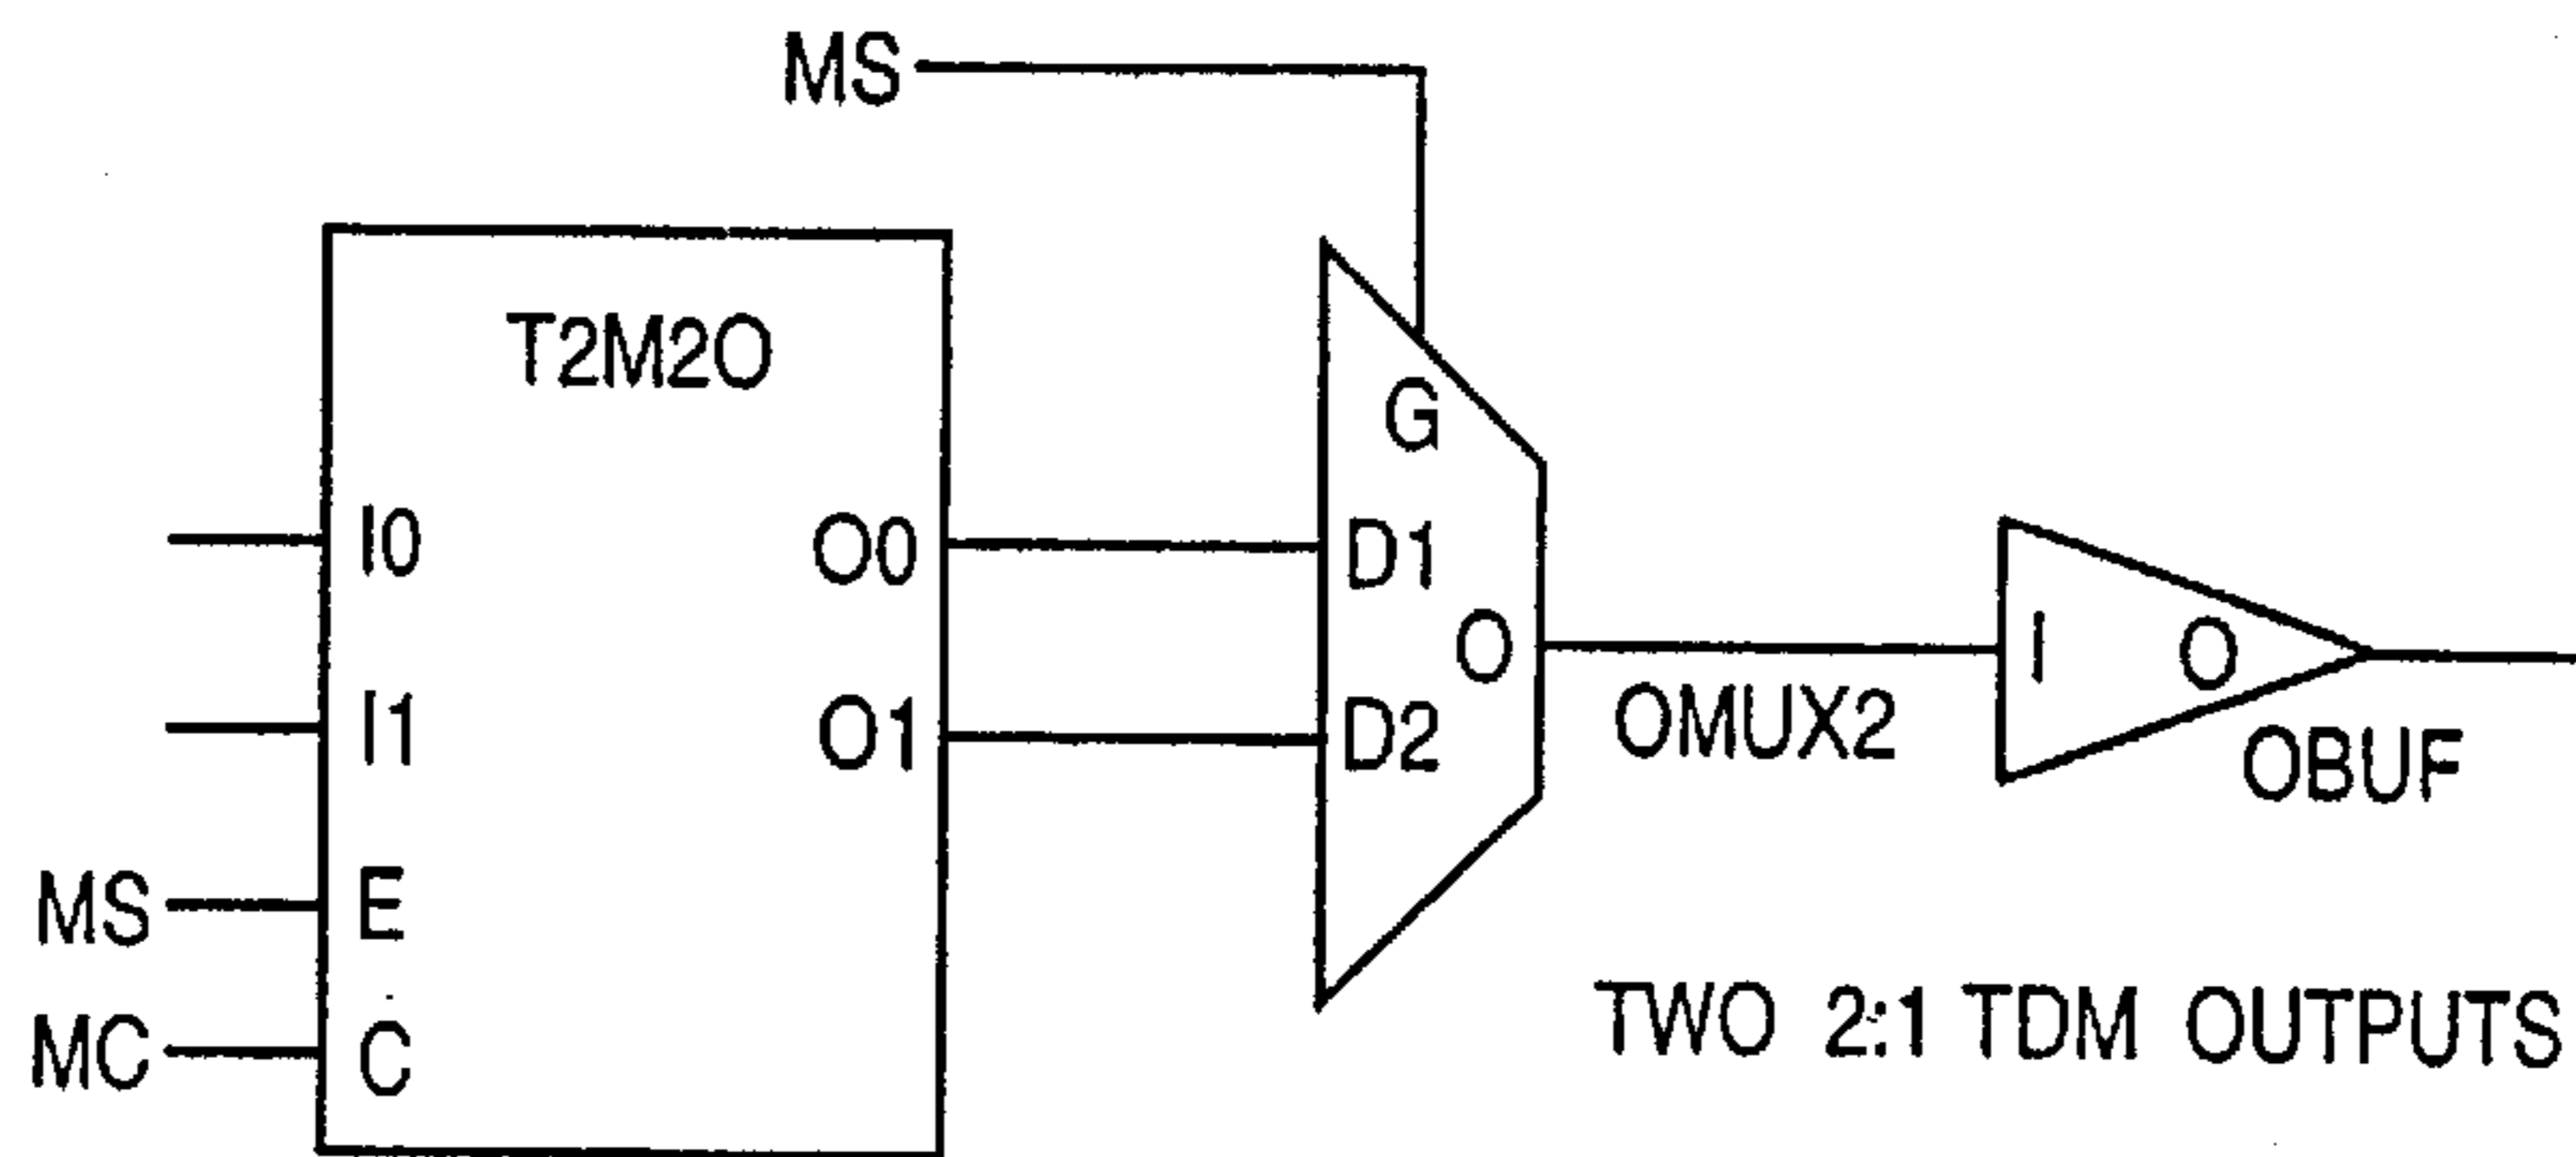 MS
T2M2O
G
I0
O0
D1
O
I
O
I1
O1
D2
OMUX2
OBUF
MS
E
MC
C
TWO 2:1 TDM OUTPUTS